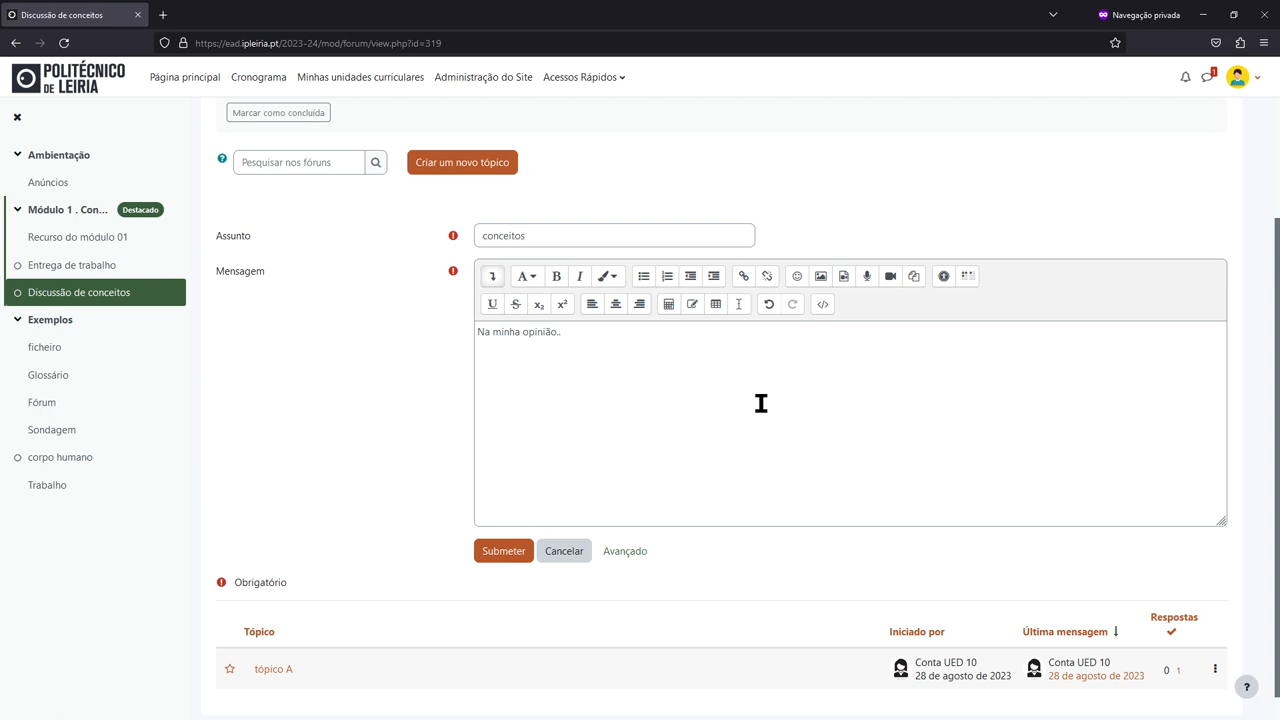 Discussão de conceitos
Navegação privada
https://ead.ipleiria.pt/2023-24/mod/forum/view.php?id=319
POLITÉCNICO
DE LEIRIA
Página principal
Cronograma
Minhas unidades curriculares
Administração do Site
Acessos Rápidos
1
Marcar como concluída
Ambientação
Anúncios
Módulo 1 . Con...
Destacado
Recurso do módulo 01
Entrega de trabalho
Discussão de conceitos
Exemplos
ficheiro
Glossário
Fórum
Sondagem
corpo humano
Trabalho
Pesquisar nos fóruns
Criar um novo tópico
Assunto
conceitos
Mensagem
Na minha opinião..
Submeter
Cancelar
Avançado
Obrigatório
Tópico
Iniciado por
Última mensagem
Respostas
tópico A
Conta UED 10
28 de agosto de 2023
Conta UED 10
28 de agosto de 2023
0 1
?